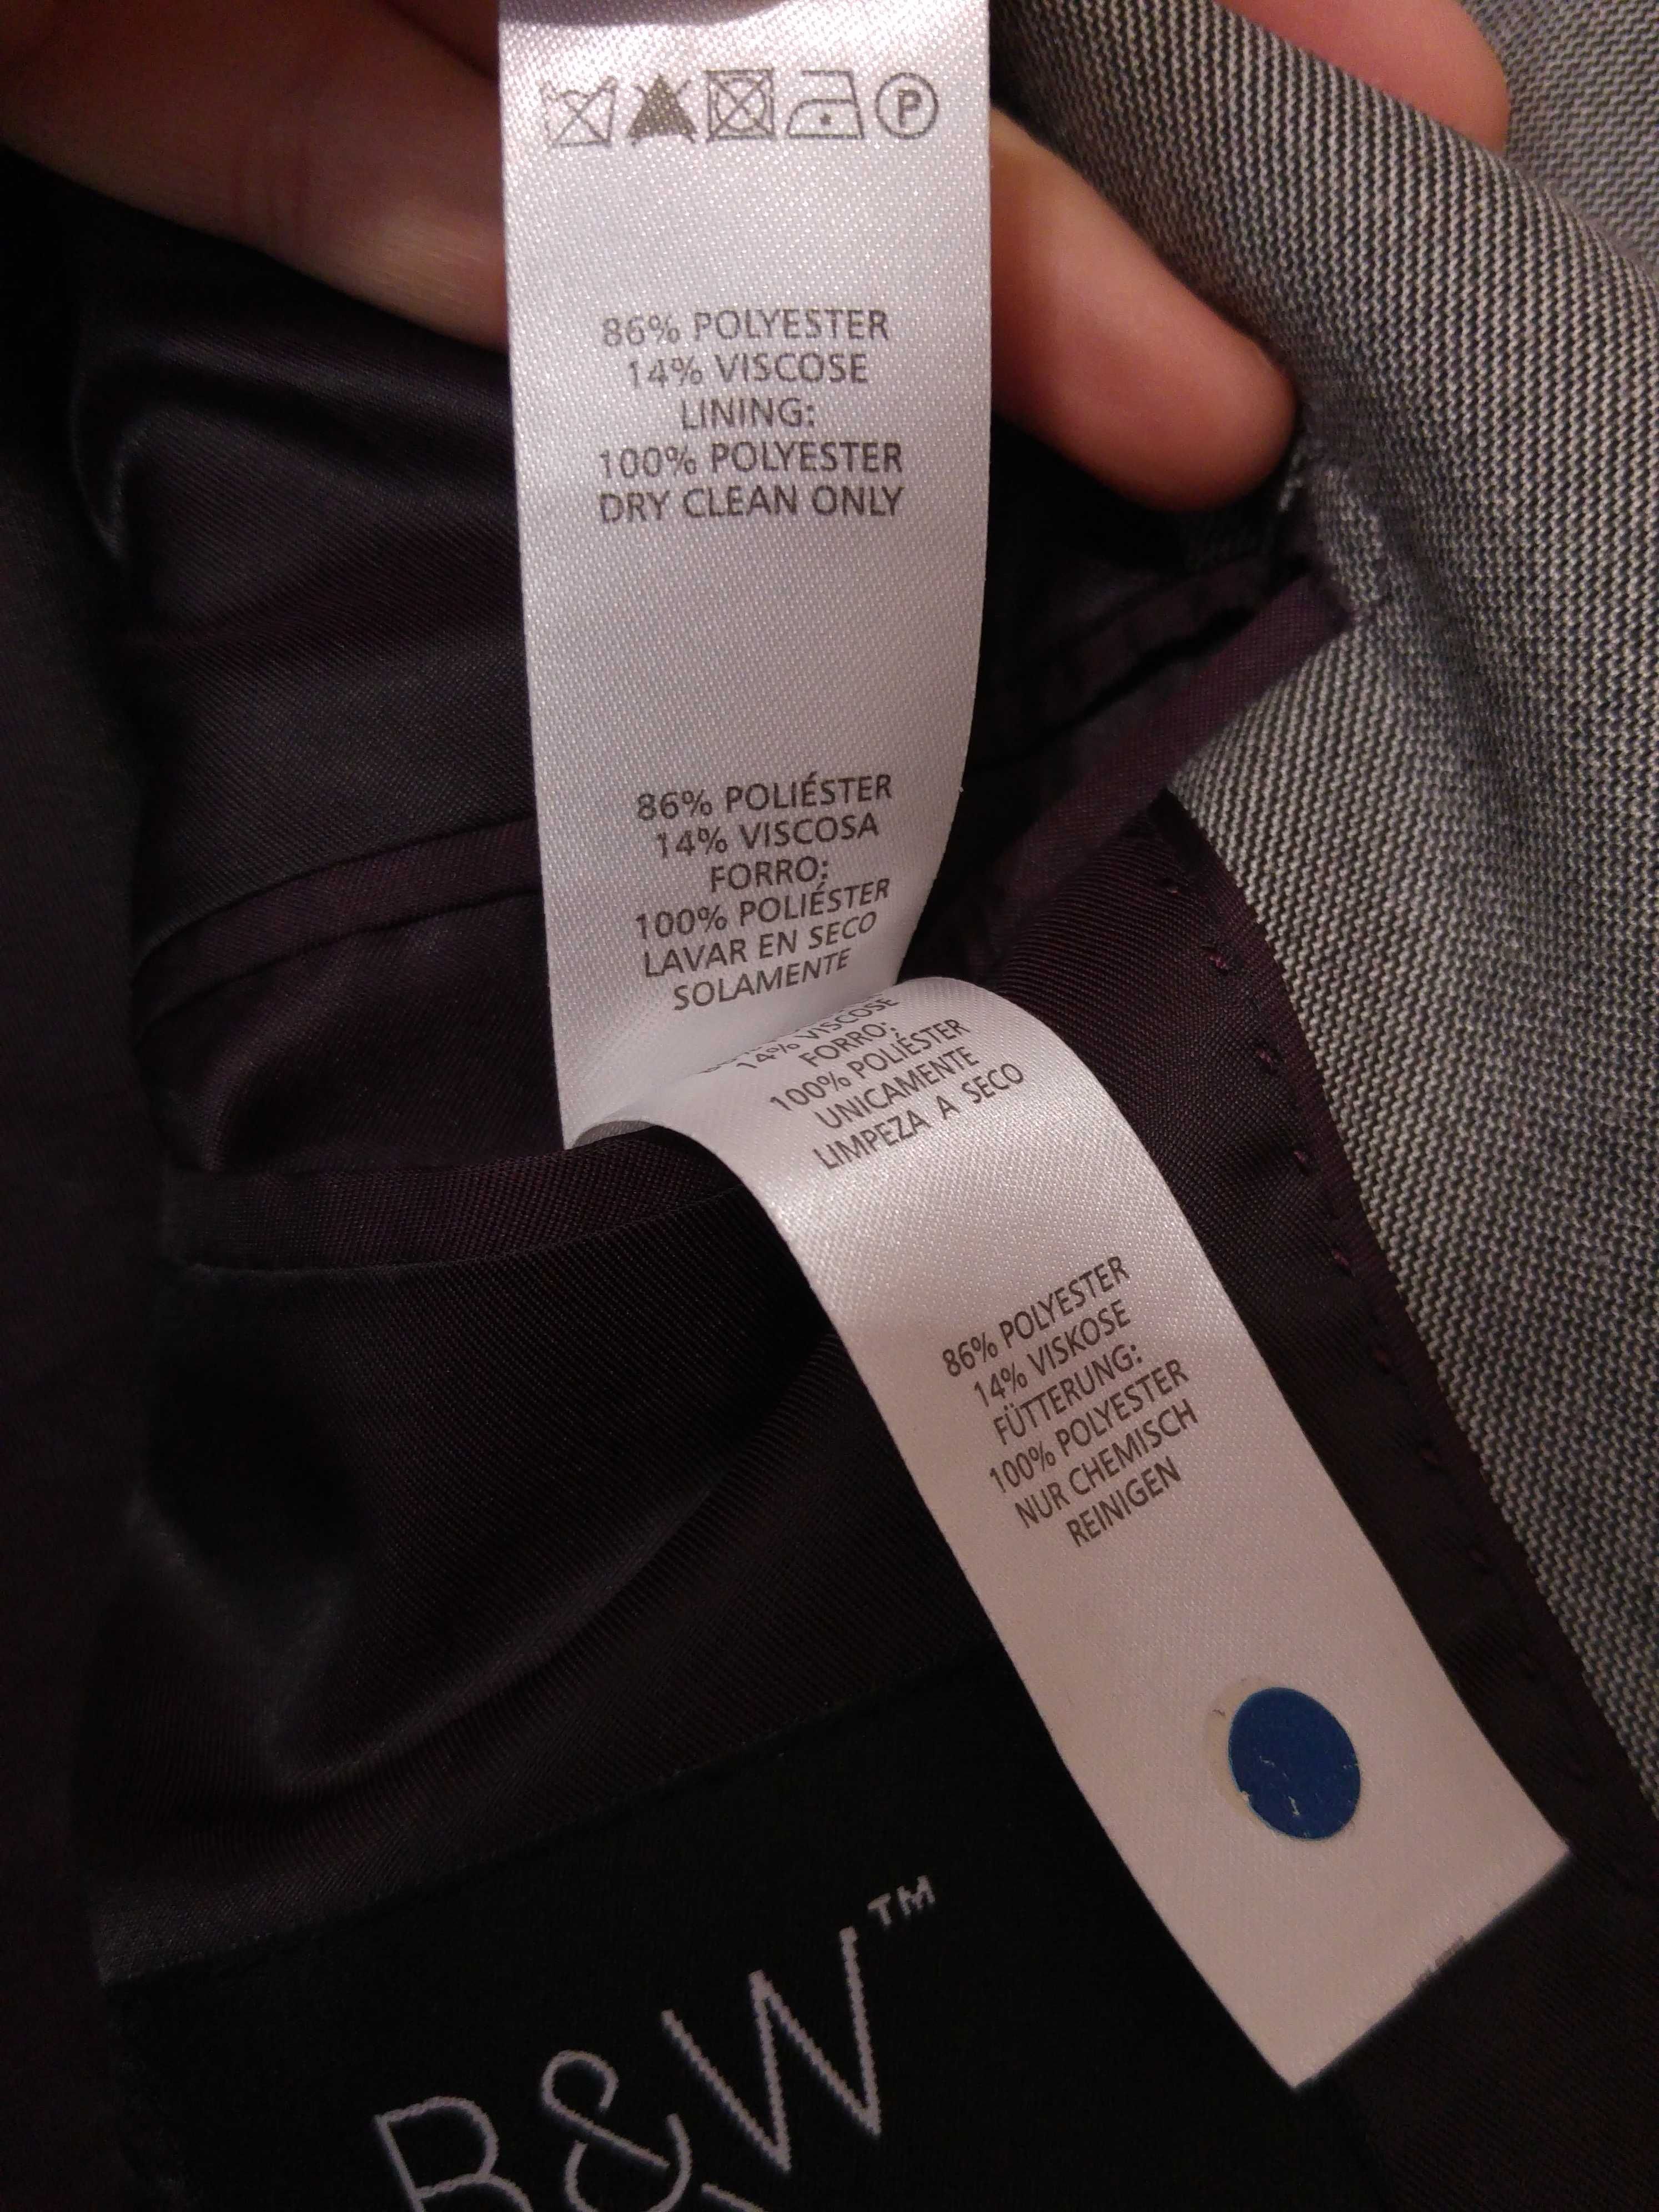 P
86% POLYESTER
14% VISCOSE
LINING:
100% POLYESTER
DRY CLEAN ONLY
86% POLIÉSTER
14% VISCOSA
FORRO:
100% POLIÉSTER
LAVAR EN SECO
SOLAMENTE
14% VISCOSE
FORRO:
100% POLIÉSTER
UNICAMENTE
LIMPEZA A SECO
86% POLYESTER
14% VISKOSE
FÜTTERUNG:
100% POLYESTER
NUR CHEMISCH
REINIGEN
B&W™